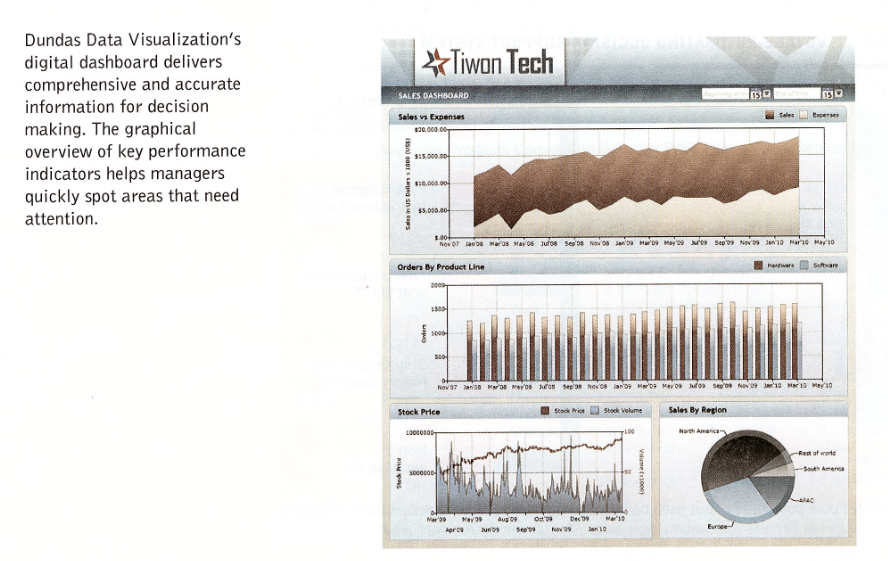 Dundas Data Visualization's
digital dashboard delivers
comprehensive and accurate
information for decision
making. The graphical
overview of key performance
indicators helps managers
quickly spot areas that need
attention.
Tiwon Tech
SALES DASHBOARD
15
15
Sales vs Expenses
Sales Expenses
Sales in US Dollars x 1000 (US$)
$20,000.00
$15,000.00
$10,000.00
$5,000.00
$.00
Nov'07 Jan'08 Mar'08 May'08 Jul'08 Sep'08 Nov'08 Jan'09 Mar'09 May'09 Jul'09 Sep'09 Nov'09 Jan'10 Mar'10 May'10
Orders By Product Line
Hardware Software
Orders
2000
1500
1000
500
0
Nov'07 Jan'08 Mar'08 May'08 Jul'08 Sep'08 Nov'08 Jan'09 Mar'09 May'09 Jul'09 Sep'09 Nov'09 Jan'10 Mar'10 May'10
Stock Price
Stock Price Stock Volume
Stock Price
10000000
5000000
0
100
50
0
Volume (x1000)
Mar'09 May'09 Aug'09 Oct'09 Dec'09 Mar'10
Apr'09 Jun'09 Sep'09 Nov'09 Jan'10
Sales By Region
North America
Rest of world
South America
APAC
Europe